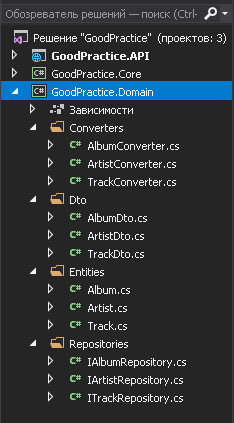 Обозреватель решений — поиск (Ctrl+
Решение "GoodPractice" (проектов: 3)
GoodPractice.API
GoodPractice.Core
GoodPractice.Domain
Зависимости
Converters
AlbumConverter.cs
ArtistConverter.cs
TrackConverter.cs
Dto
AlbumDto.cs
ArtistDto.cs
TrackDto.cs
Entities
Album.cs
Artist.cs
Track.cs
Repositories
IAlbumRepository.cs
IArtistRepository.cs
ITrackRepository.cs